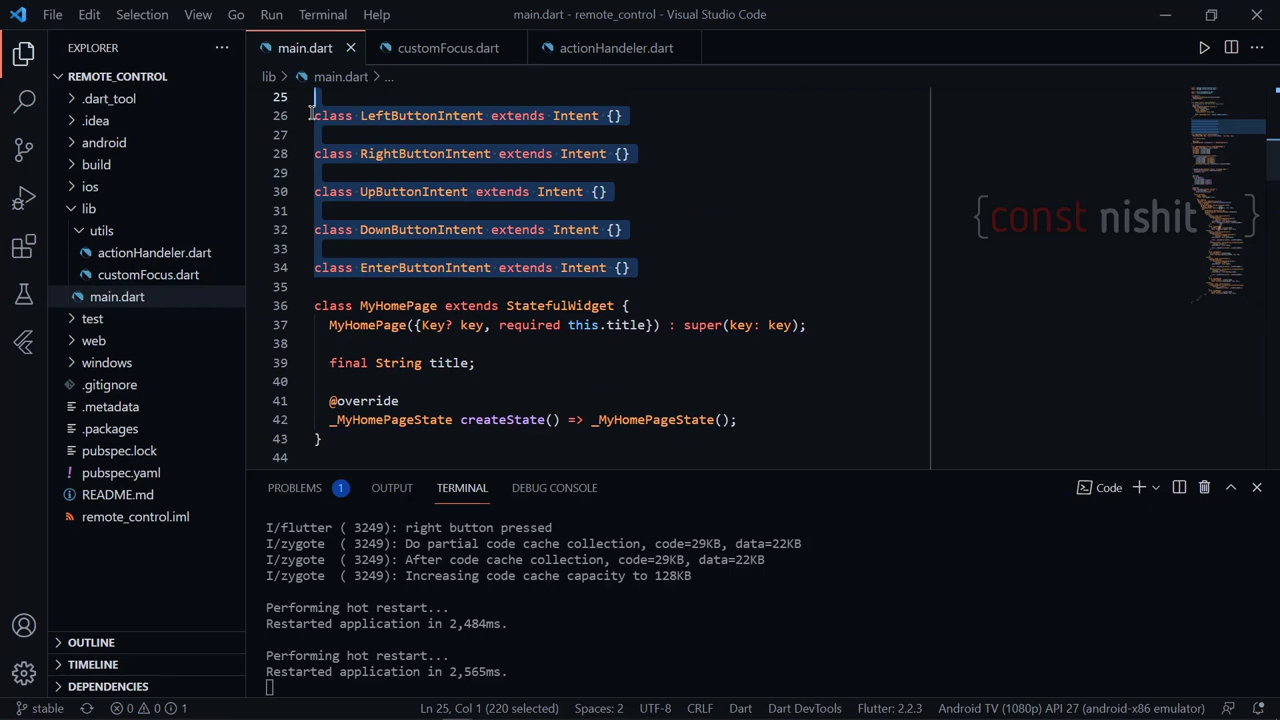 File Edit Selection View Go Run Terminal Help
main.dart - remote_control - Visual Studio Code
EXPLORER
main.dart
customFocus.dart
actionHandeler.dart
REMOTE_CONTROL
.dart_tool
.idea
android
build
ios
lib
utils
actionHandeler.dart
customFocus.dart
main.dart
test
web
windows
.gitignore
.metadata
.packages
pubspec.lock
pubspec.yaml
README.md
remote_control.iml
OUTLINE
TIMELINE
DEPENDENCIES
lib main.dart ...
25
26 class LeftButtonIntent extends Intent {}
27
28 class RightButtonIntent extends Intent {}
29
30 class UpButtonIntent extends Intent {}
31
32 class DownButtonIntent extends Intent {}
33
34 class EnterButtonIntent extends Intent {}
35
36 class MyHomePage extends StatefulWidget {
37 MyHomePage({Key? key, required this.title}) : super(key: key);
38
39 final String title;
40
41 @override
42 _MyHomePageState createState() => _MyHomePageState();
43 }
44
{const nishit}
PROBLEMS 1 OUTPUT TERMINAL DEBUG CONSOLE
Code
I/flutter ( 3249): right button pressed
I/zygote  ( 3249): Do partial code cache collection, code=29KB, data=22KB
I/zygote  ( 3249): After code cache collection, code=29KB, data=22KB
I/zygote  ( 3249): Increasing code cache capacity to 128KB
Performing hot restart...
Restarted application in 2,484ms.
Performing hot restart...
Restarted application in 2,565ms.
stable 0 0 1 Ln 25, Col 1 (220 selected) Spaces: 2 UTF-8 CRLF Dart Dart DevTools Flutter: 2.2.3 Android TV (1080p) API 27 (android-x86 emulator)